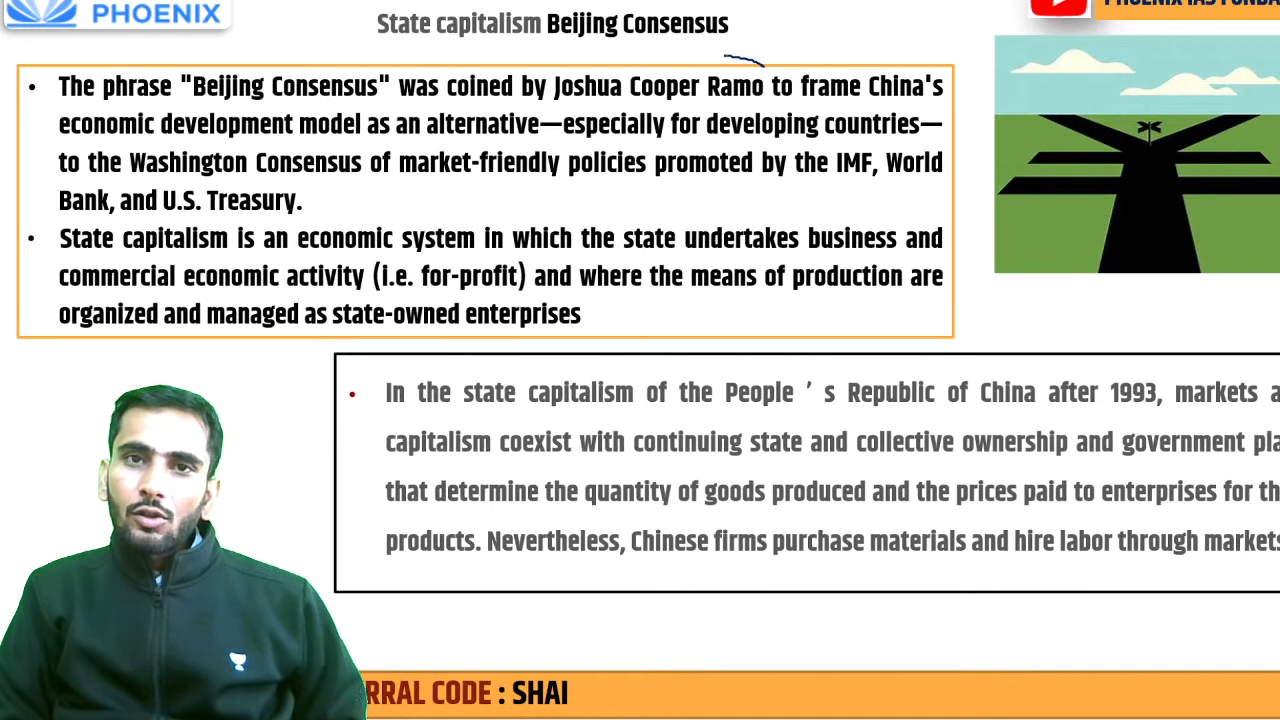 PHOENIX
State capitalism Beijing Consensus
• The phrase "Beijing Consensus" was coined by Joshua Cooper Ramo to frame China's
economic development model as an alternative—especially for developing countries—
to the Washington Consensus of market-friendly policies promoted by the IMF, World
Bank, and U.S. Treasury.
• State capitalism is an economic system in which the state undertakes business and
commercial economic activity (i.e. for-profit) and where the means of production are
organized and managed as state-owned enterprises
• In the state capitalism of the People ’ s Republic of China after 1993, markets
capitalism coexist with continuing state and collective ownership and government
that determine the quantity of goods produced and the prices paid to enterprises for
products. Nevertheless, Chinese firms purchase materials and hire labor through markets
CODE : SHAI